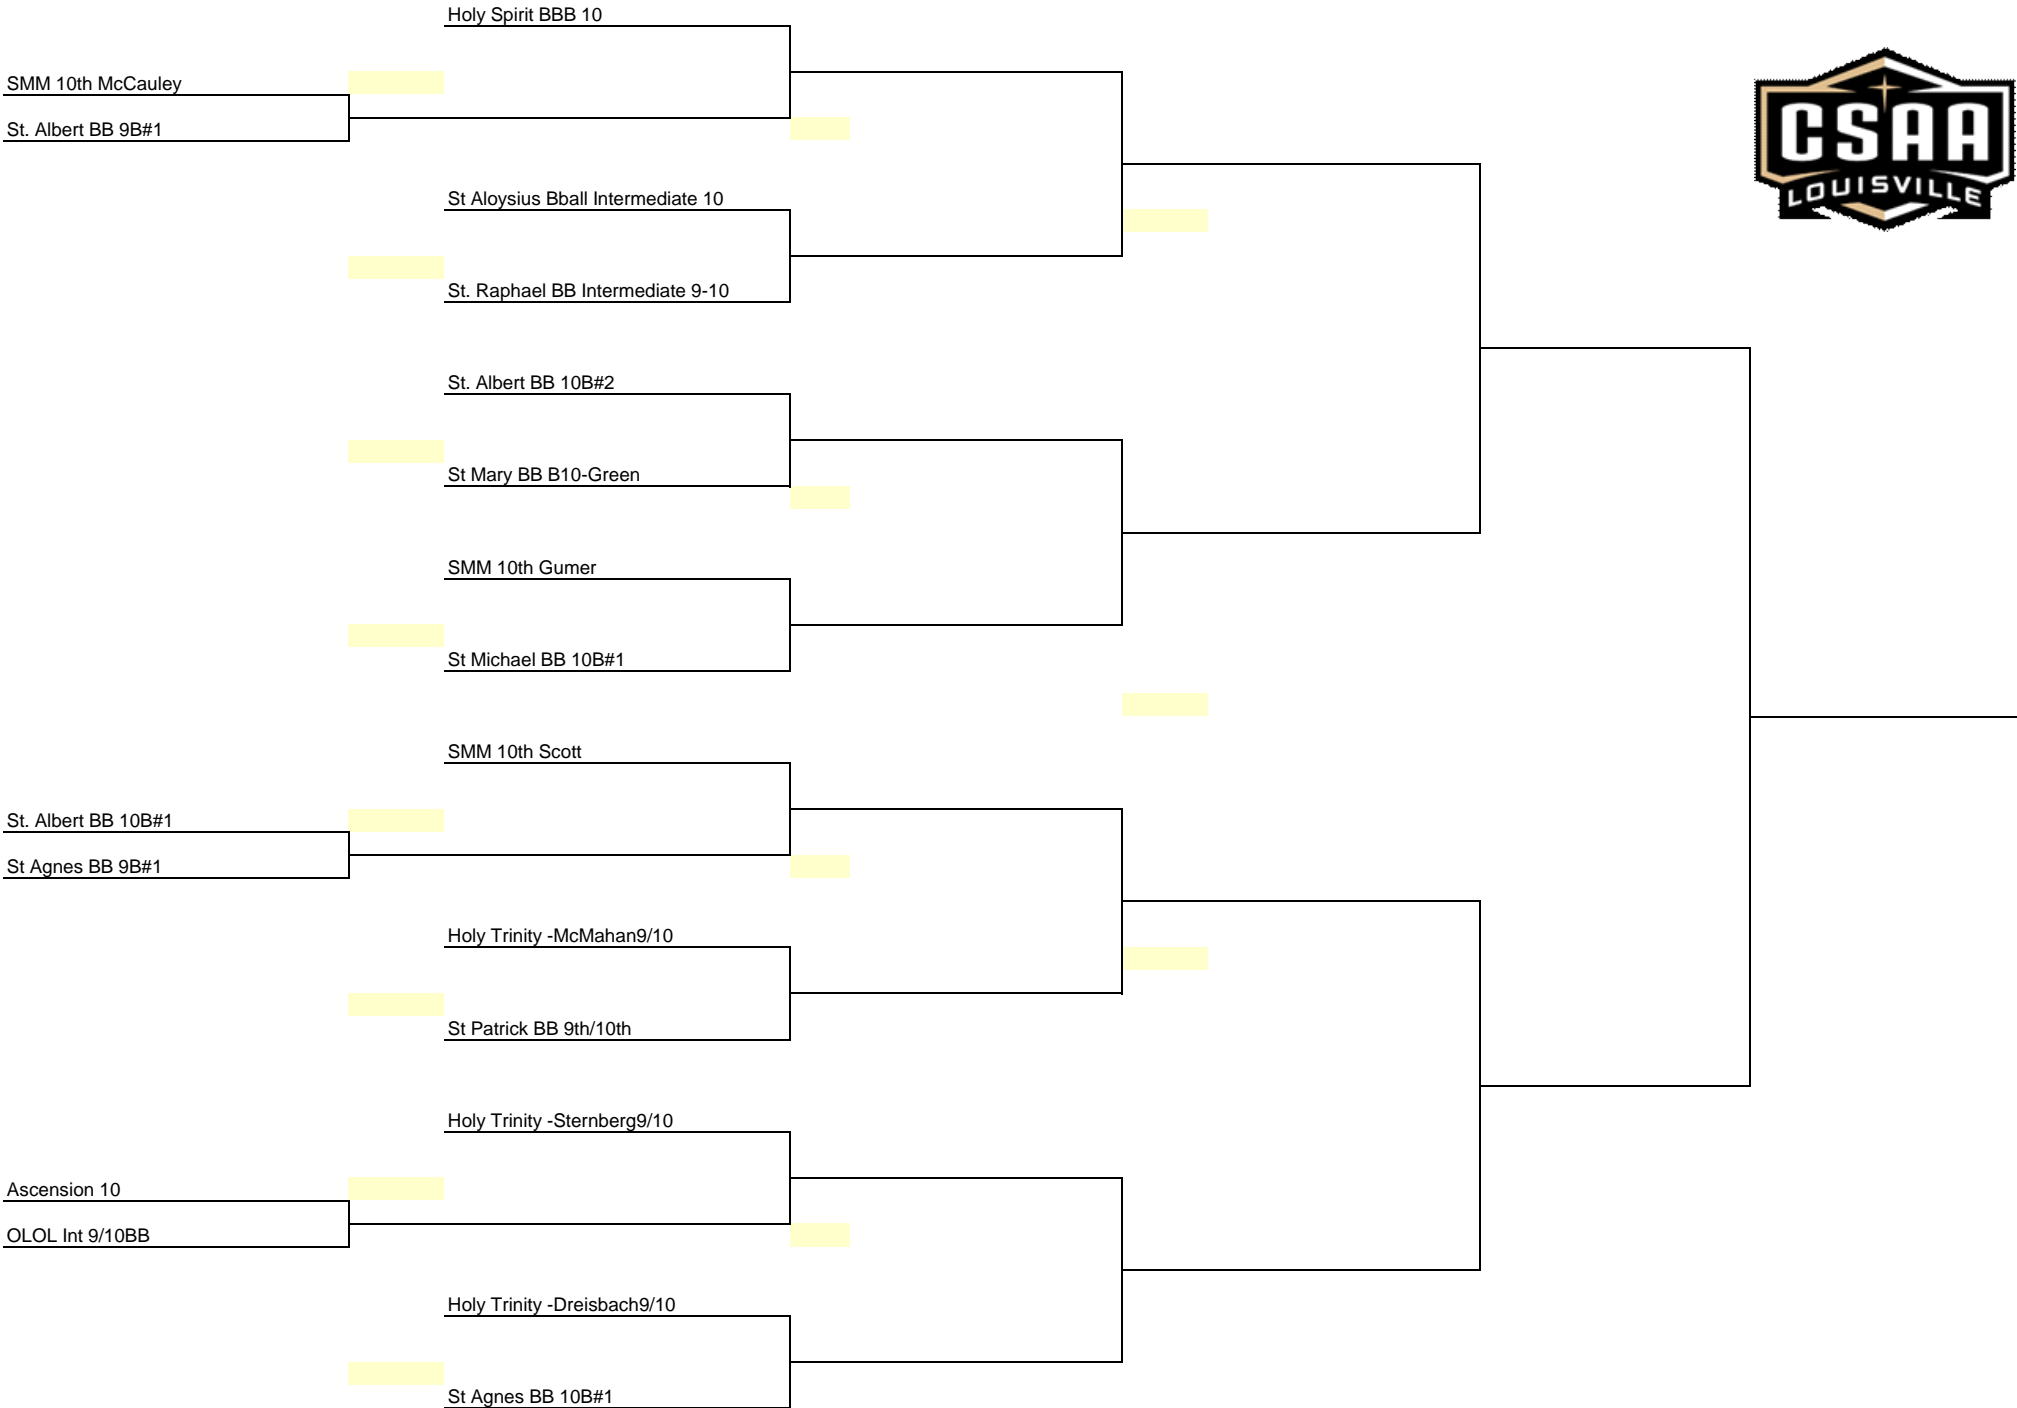 Holy Spirit BBB 10
SMM 10th McCauley
St. Albert BB 9B#1
CSAA
LOUISVILLE
St Aloysius Bball Intermediate 10
St. Raphael BB Intermediate 9-10
St. Albert BB 10B#2
St Mary BB B10-Green
SMM 10th Gumer
St Michael BB 10B#1
SMM 10th Scott
St. Albert BB 10B#1
St Agnes BB 9B#1
Holy Trinity -McMahan9/10
St Patrick BB 9th/10th
Holy Trinity -Sternberg9/10
Ascension 10
OLOL Int 9/10BB
Holy Trinity -Dreisbach9/10
St Agnes BB 10B#1